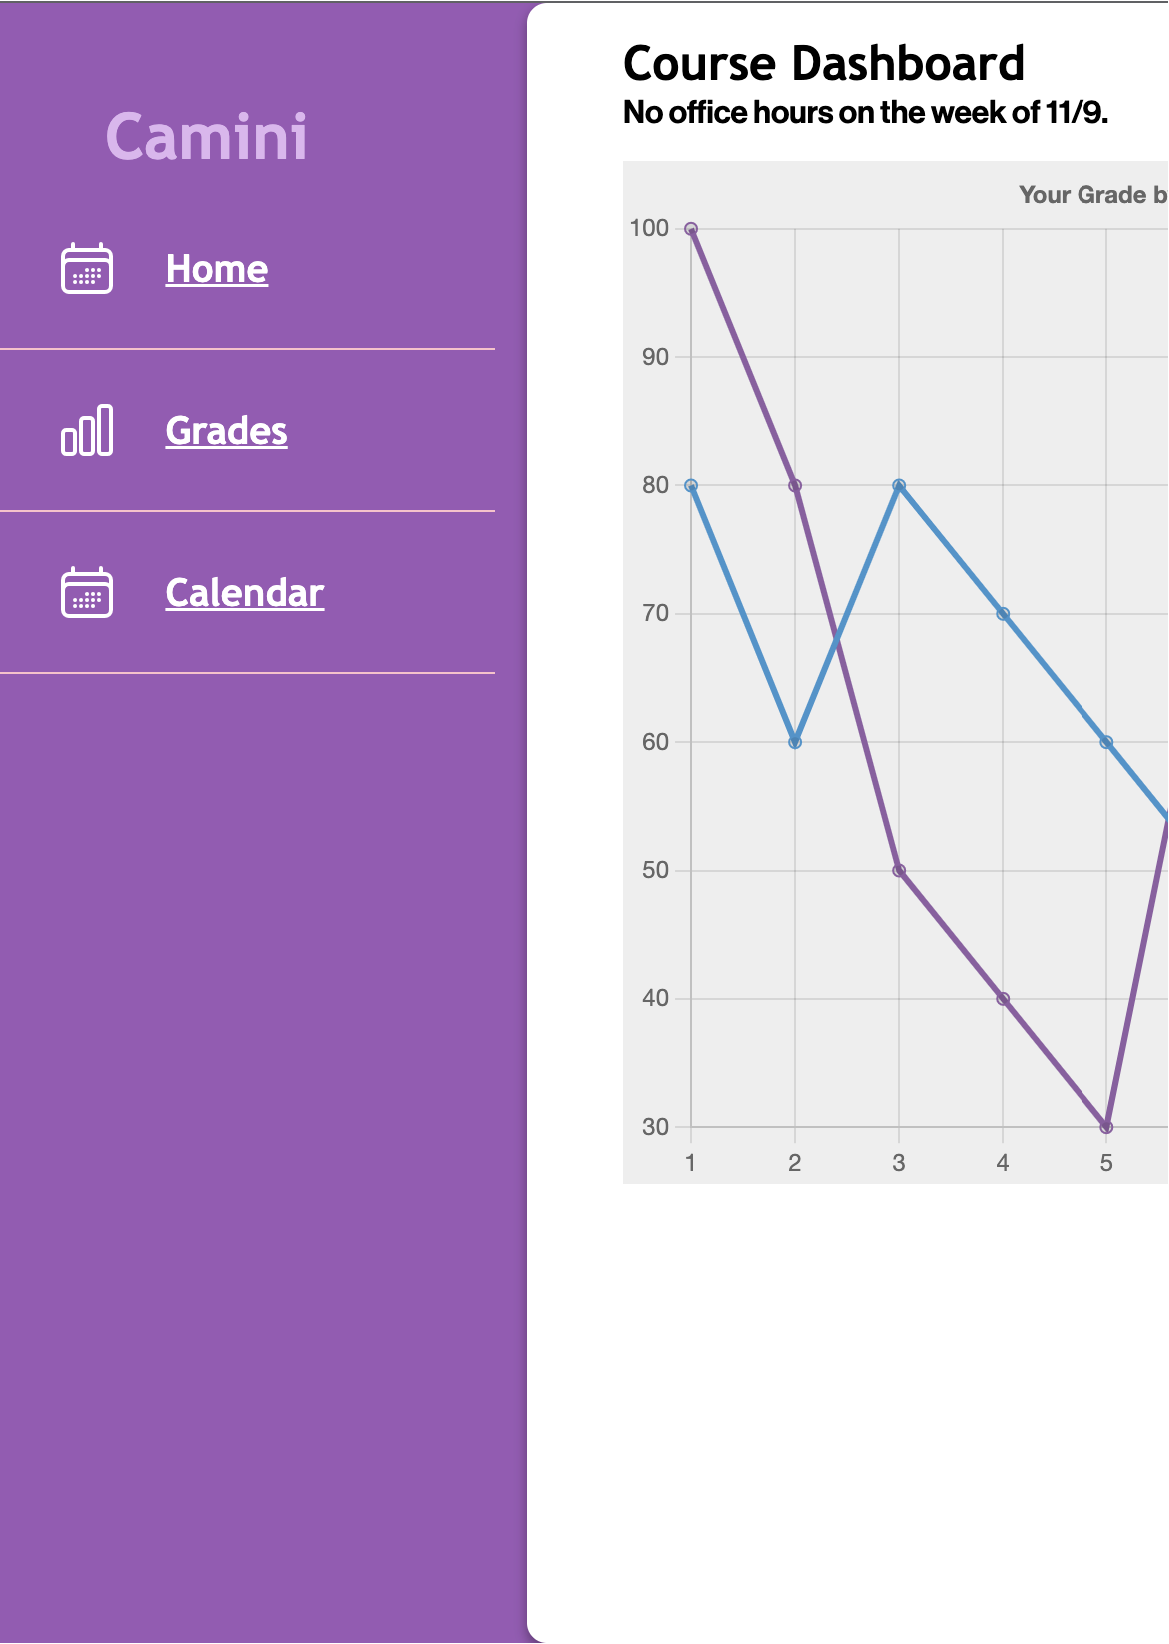 Camini
Home
Grades
Calendar
Course Dashboard
No office hours on the week of 11/9.
Your Grade b
100
90
80
70
60
50
40
30
1 2 3 4 5